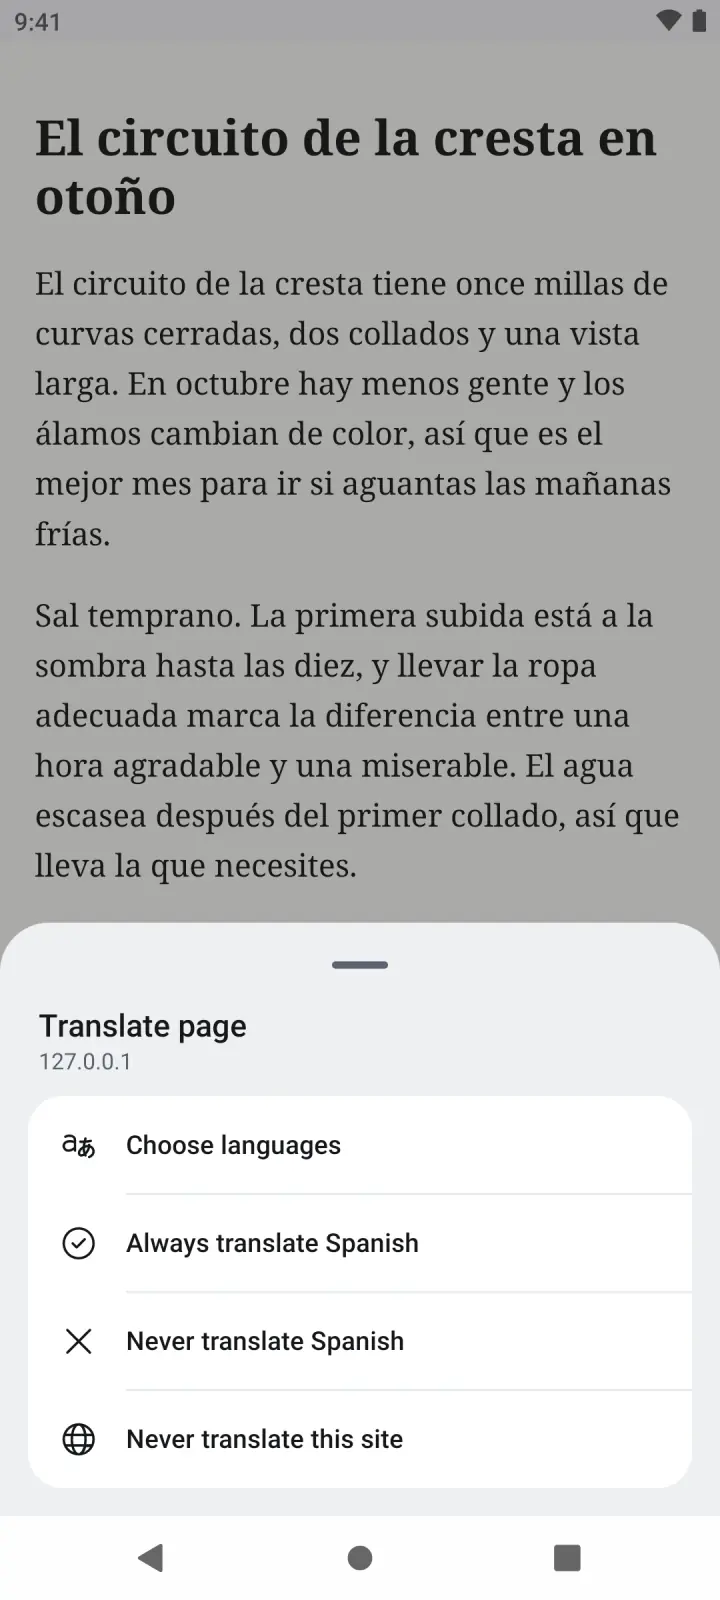 9:41
El circuito de la cresta en
otoño
El circuito de la cresta tiene once millas de
curvas cerradas, dos collados y una vista
larga. En octubre hay menos gente y los
álamos cambian de color, así que es el
mejor mes para ir si aguantas las mañanas
frías.
Sal temprano. La primera subida está a la
sombra hasta las diez, y llevar la ropa
adecuada marca la diferencia entre una
hora agradable y una miserable. El agua
escasea después del primer collado, así que
lleva la que necesites.
Translate page
127.0.0.1
aあ Choose languages
Always translate Spanish
Never translate Spanish
Never translate this site